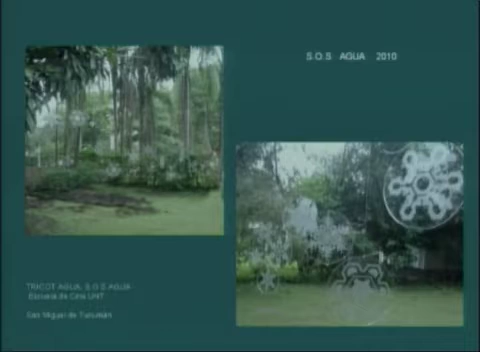 S.O.S AGUA 2010
TRICOT AGUA, S.O.S AGUA
Escuela de Cine UNT
San Miguel de Tucumán